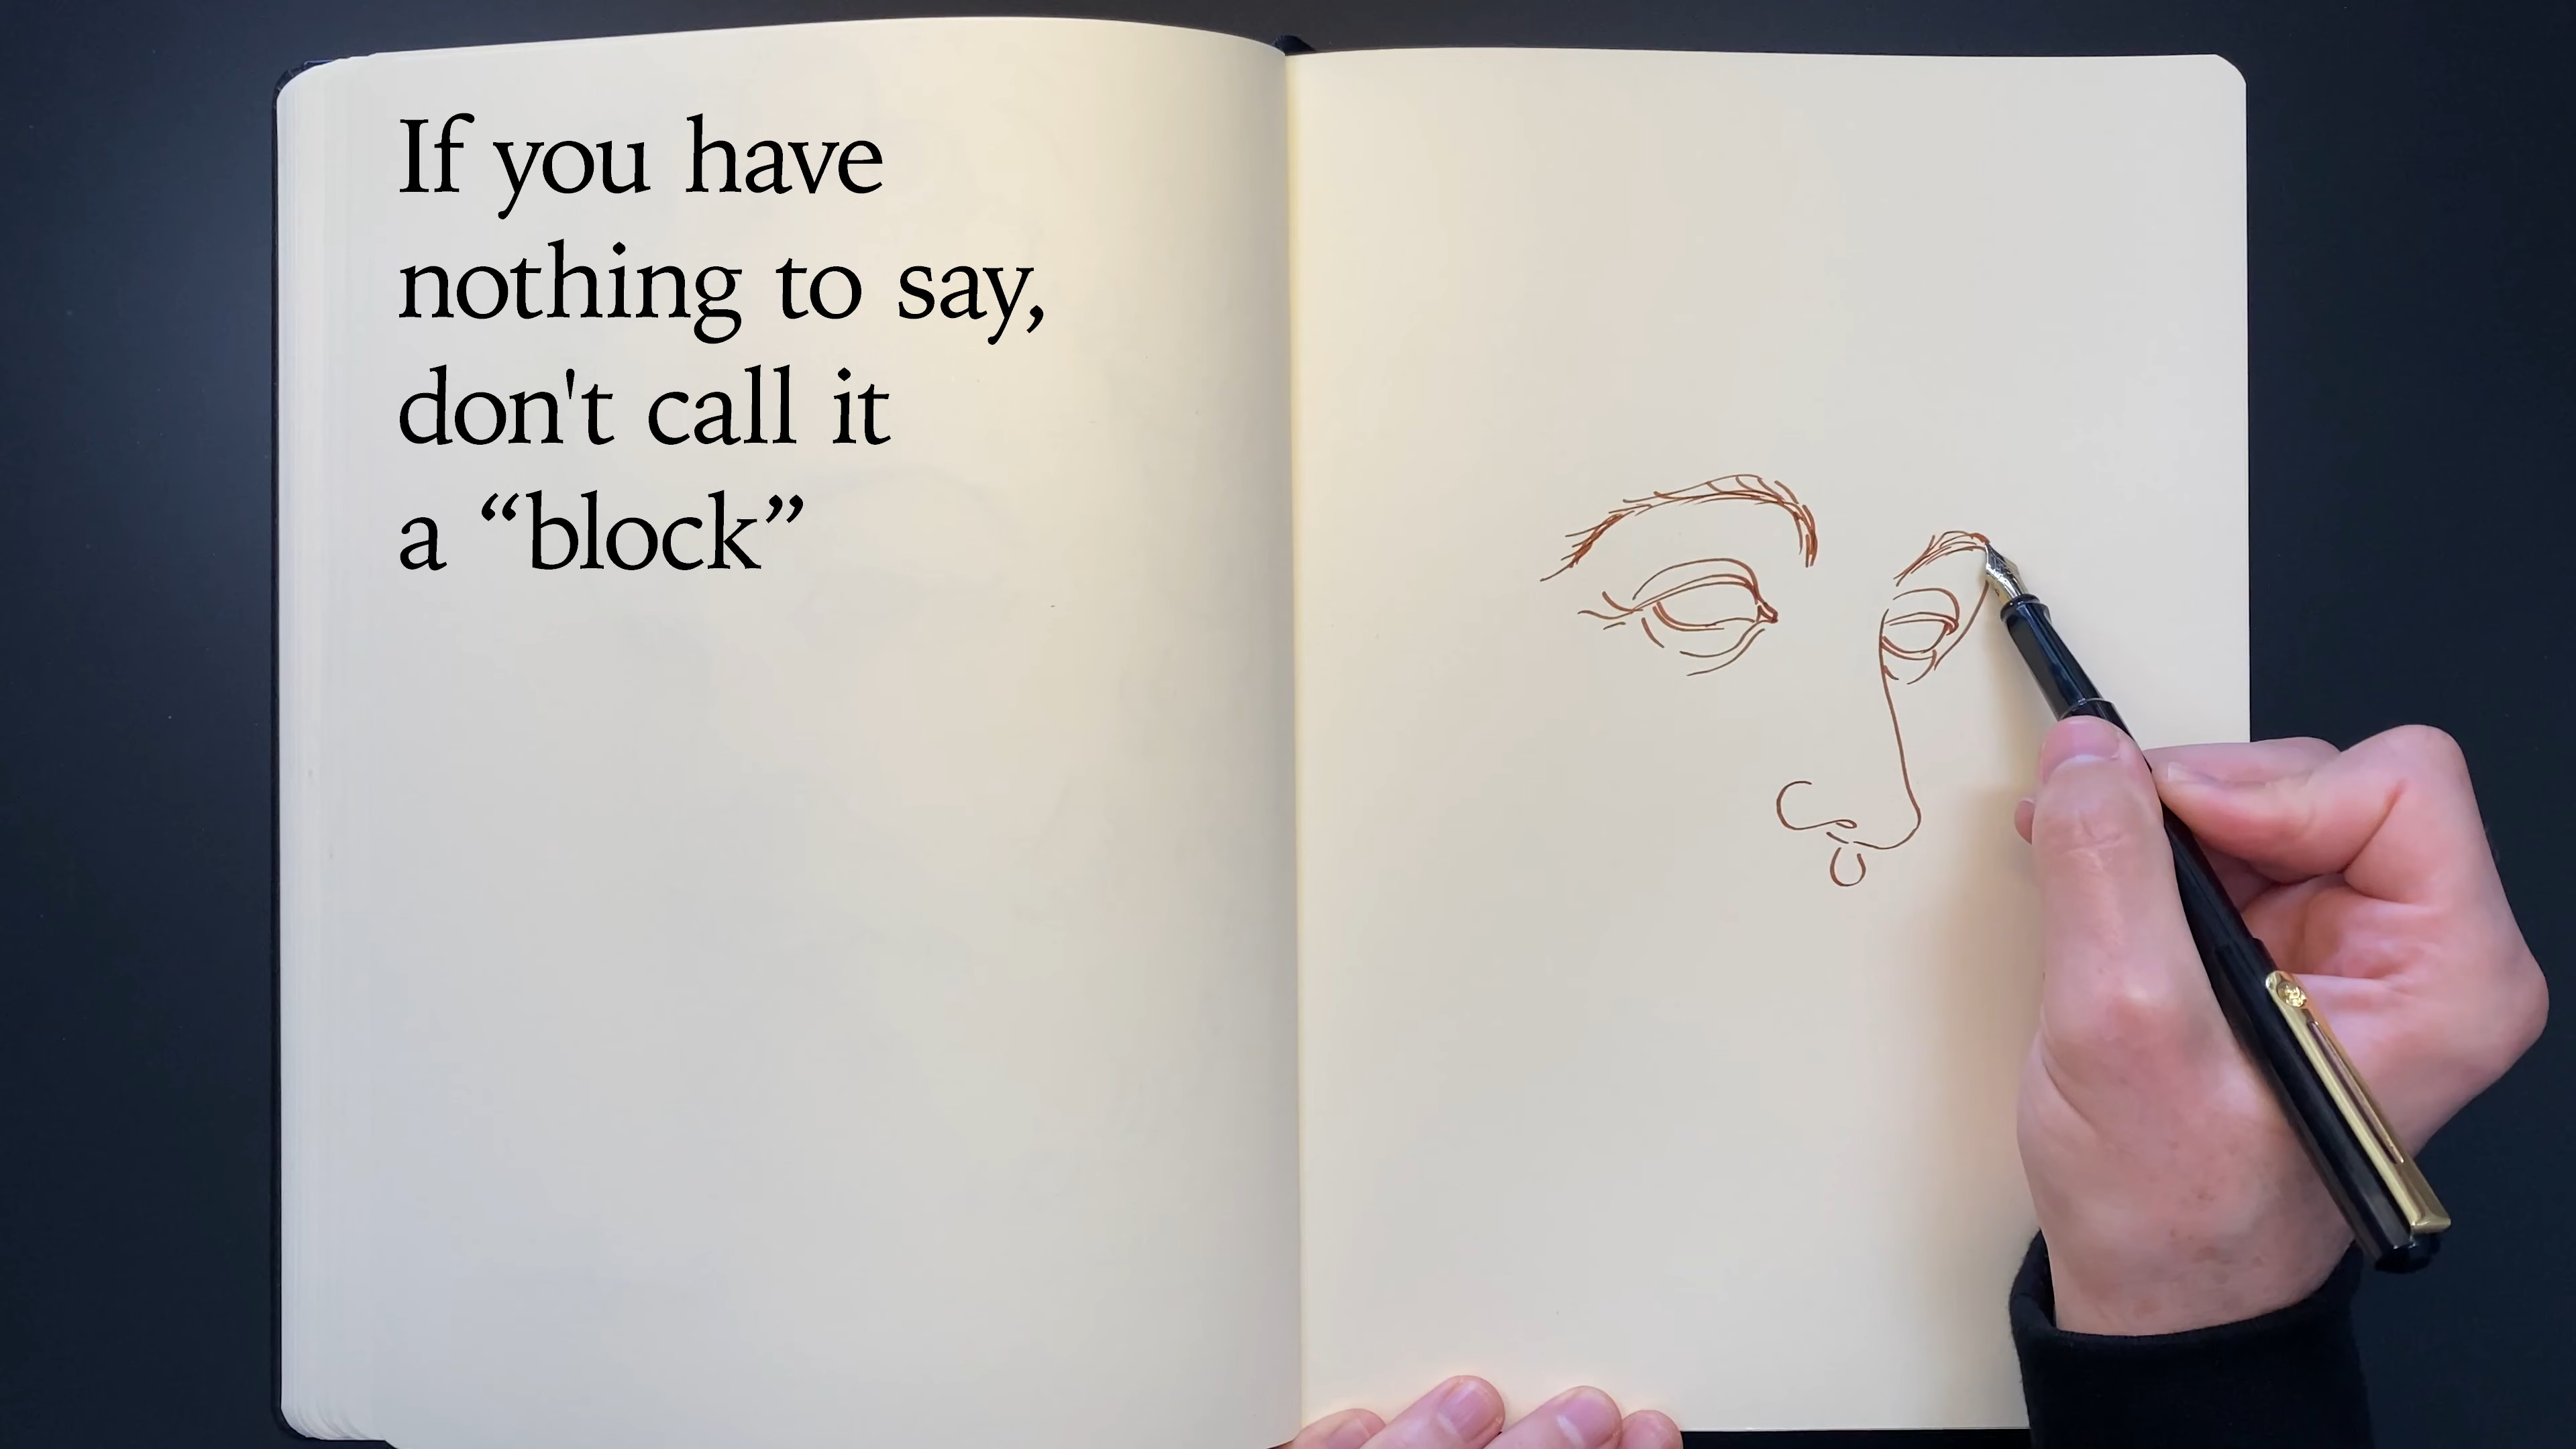 If you have
nothing to say,
don't call it
a “block”